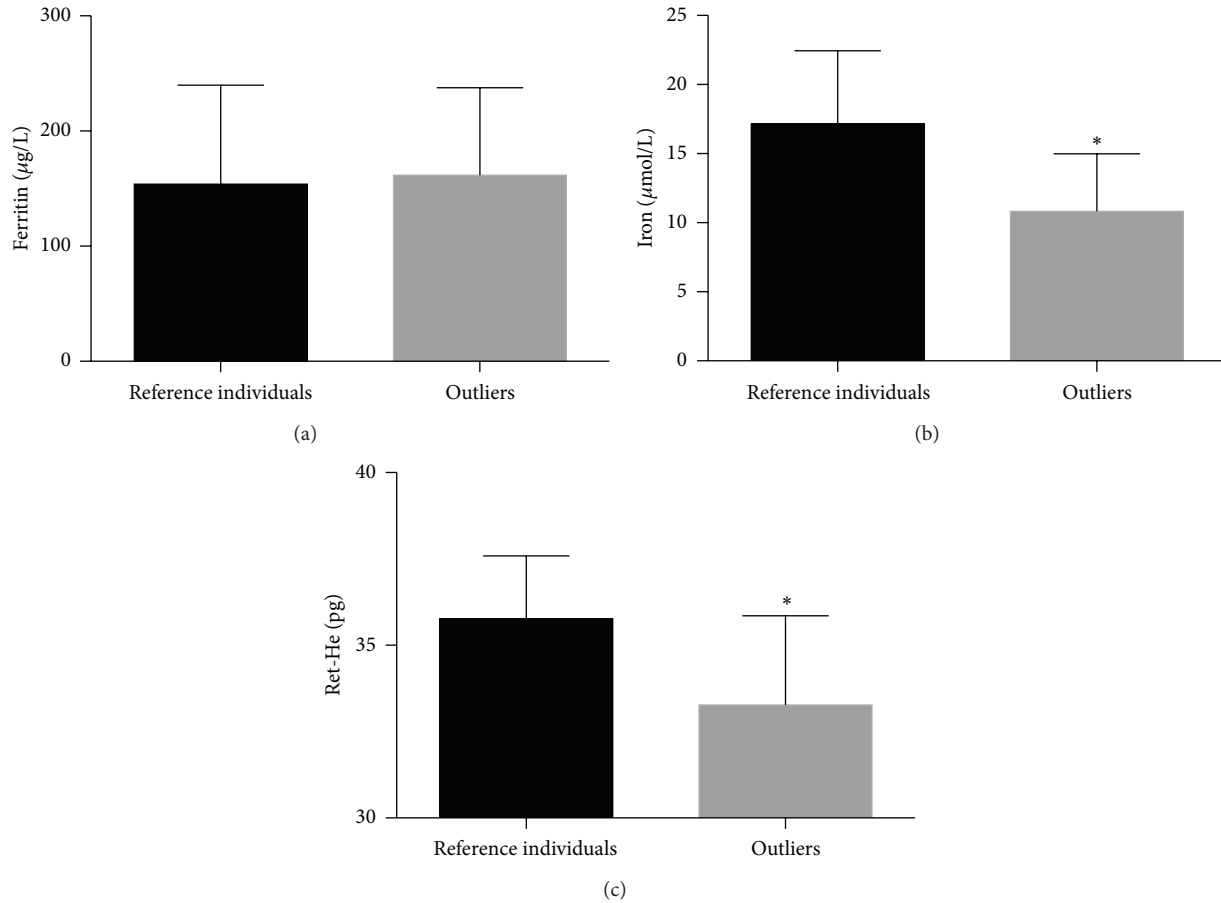 300
200
100
0
Ferritin (μg/L)
Reference individuals
Outliers
(a)
25
20
15
10
5
0
Iron (μmol/L)
*
Reference individuals
Outliers
(b)
40
35
30
Ret-He (pg)
*
Reference individuals
Outliers
(c)